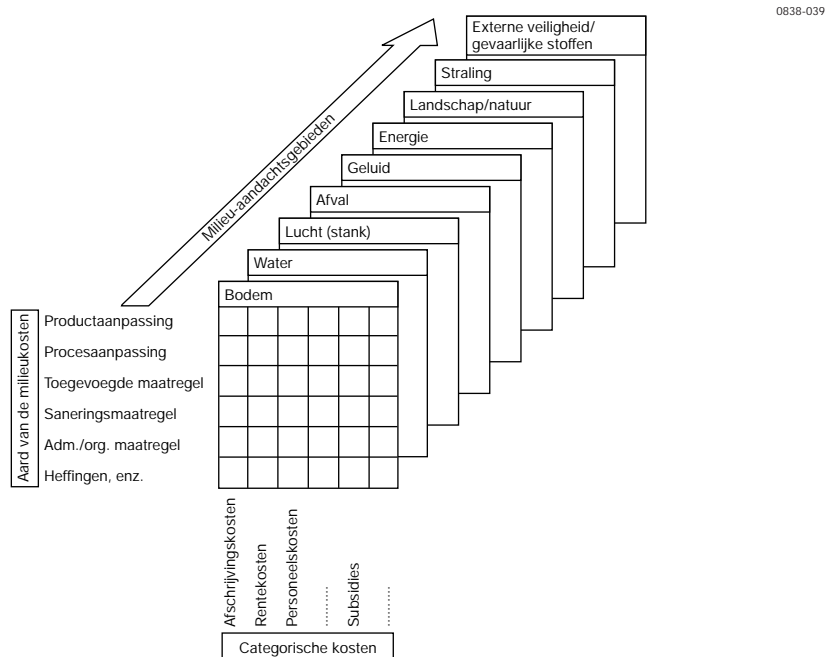 0838-039
Externe veiligheid/
gevaarlijke stoffen
Straling
Landschap/natuur
Energie
Geluid
Afval
Lucht (stank)
Water
Bodem
Milieu-aandachtsgebieden
Aard van de milieukosten
Productaanpassing
Procesaanpassing
Toegevoegde maatregel
Saneringsmaatregel
Adm./org. maatregel
Heffingen, enz.
Afschrijvingskosten
Rentekosten
Personeelskosten
..........
Subsidies
..........
Categorische kosten